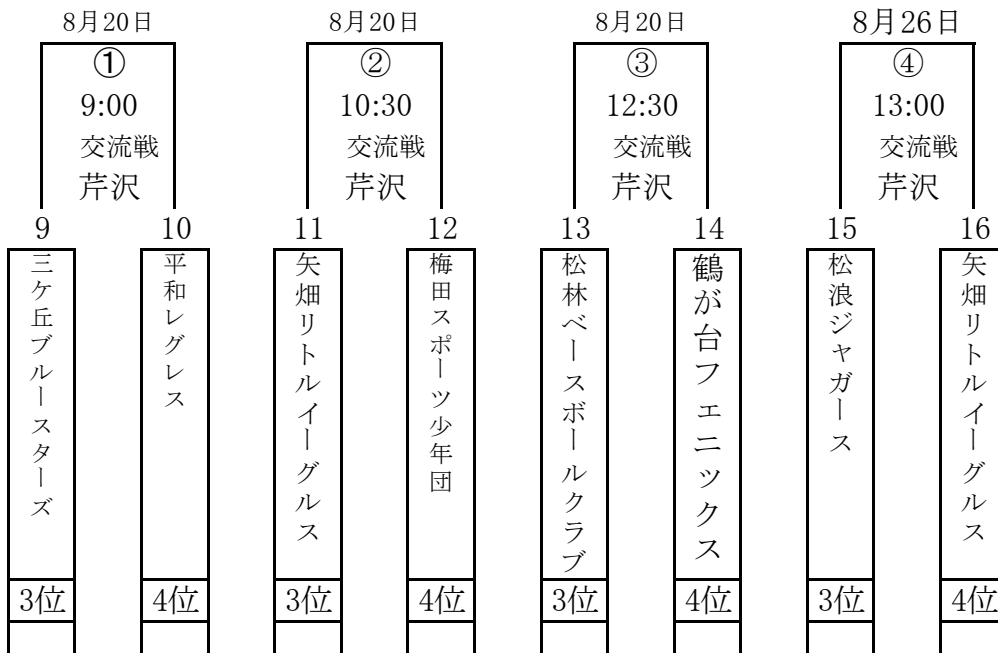 8月20日
8月20日
8月20日
8月26日
①
②
③
④
9:00
10:30
12:30
13:00
交流戦
交流戦
交流戦
交流戦
芹沢
芹沢
芹沢
芹沢
9
10
11
12
13
14
15
16
三ケ丘ブルースターズ
平和レグレス
矢畑リトルイーグルス
梅田スポーツ少年団
松林ベースボールクラブ
鶴が台フェニックス
松浪ジャガース
矢畑リトルイーグルス
3位
4位
3位
4位
3位
4位
3位
4位